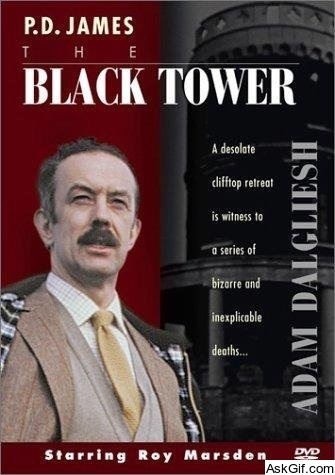 P.D. JAMES
THE
BLACK TOWER
A desolate
clifftop retreat
is witness to
a series of
bizarre and
inexplicable
deaths...
ADAM DALGLIESH
Starring Roy Marsden
DVD
AskGif.com